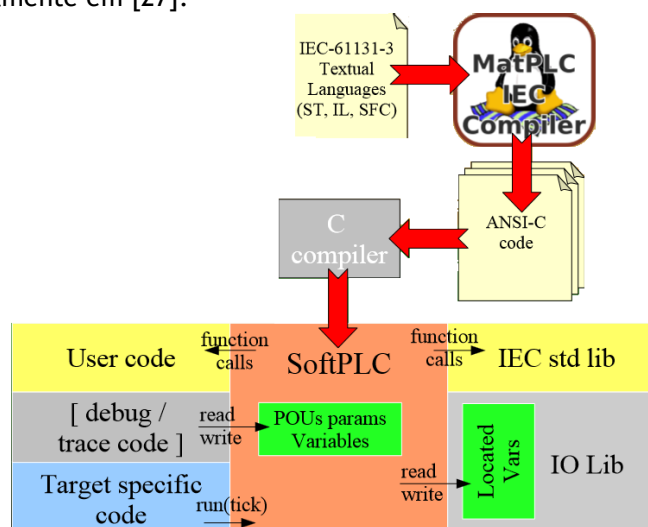 mente em [27].
IEC-61131-3
Textual
Languages
(ST, IL, SFC)
MatPLC
IEC
Compiler
ANSI-C
code
C
compiler
User code
function
calls
SoftPLC
function
calls
IEC std lib
[ debug /
trace code ]
read
write
POUs params
Variables
Target specific
code
run(tick)
read
write
Located
Vars
IO Lib